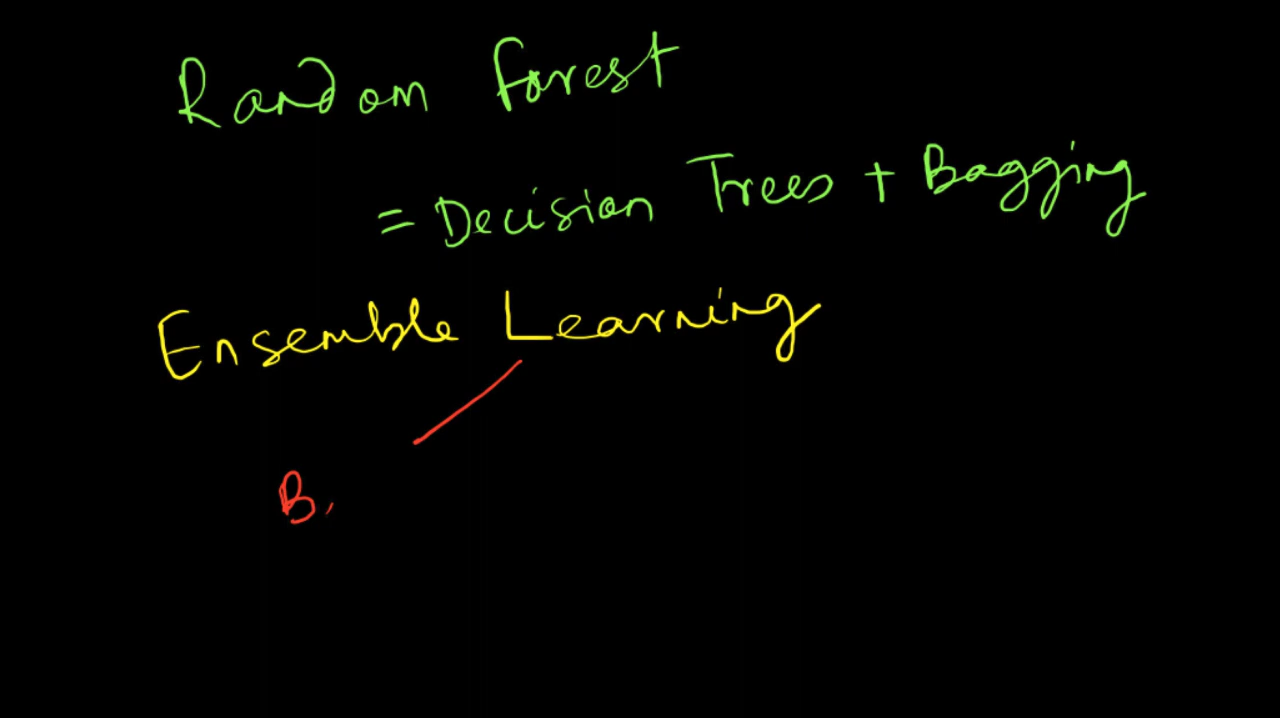 Random Forest
= Decision Trees + Bagging
Ensemble Learning
B